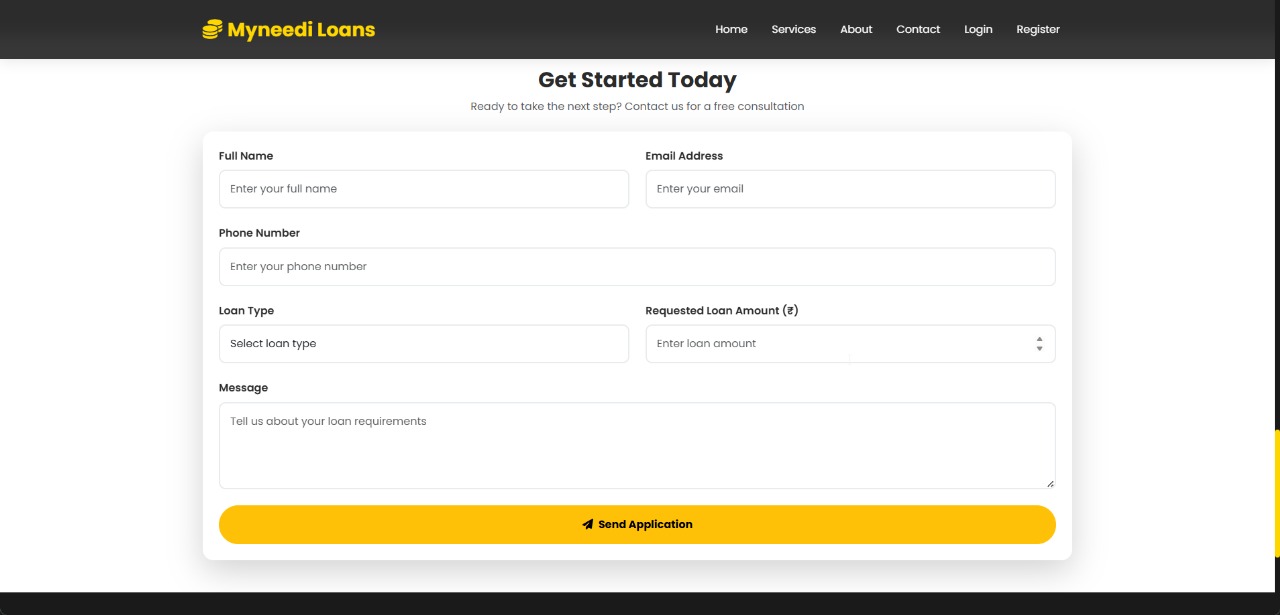 Myneedi Loans
Home Services About Contact Login Register
Get Started Today
Ready to take the next step? Contact us for a free consultation
Full Name
Email Address
Enter your full name
Enter your email
Phone Number
Enter your phone number
Loan Type
Requested Loan Amount (₹)
Select loan type
Enter loan amount
Message
Tell us about your loan requirements
Send Application